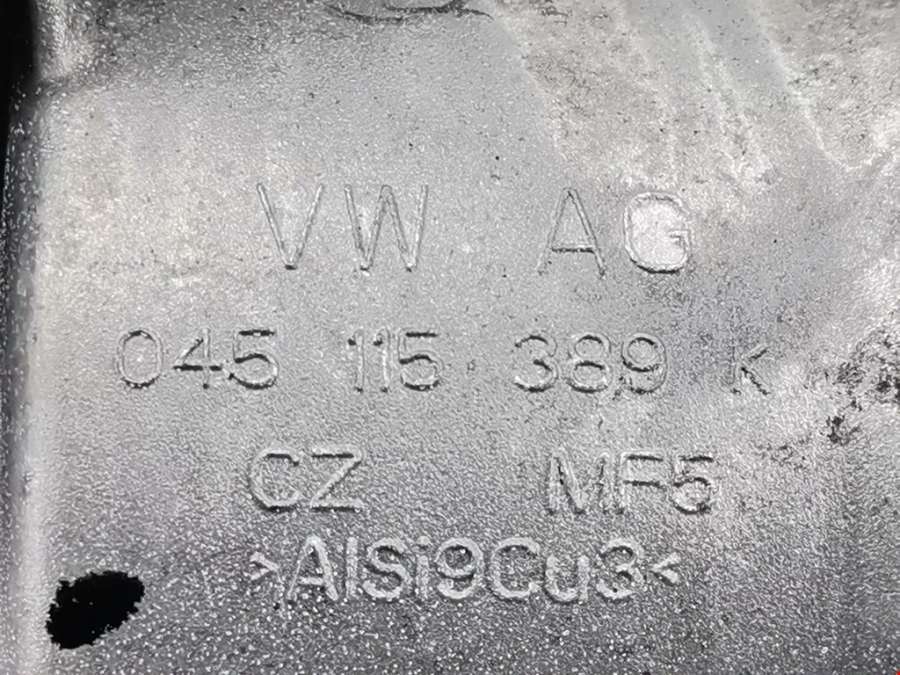 VW AG
045 115 389 K
CZ MF5
>AlSi9Cu3<